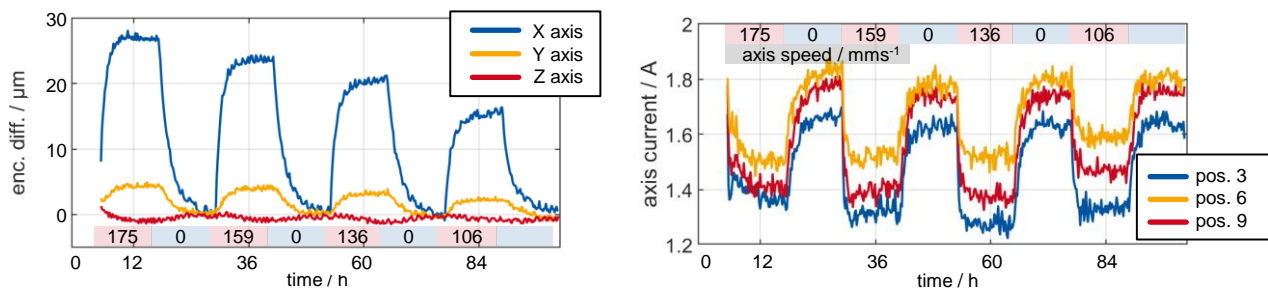 30
20
10
0
enc. diff. / µm
X axis
Y axis
Z axis
175 0 159 0 136 0 106
0 12 36 60 84
time / h
2
1.8
1.6
1.4
1.2
axis current / A
175 0 159 0 136 0 106
axis speed / mms⁻¹
pos. 3
pos. 6
pos. 9
0 12 36 60 84
time / h